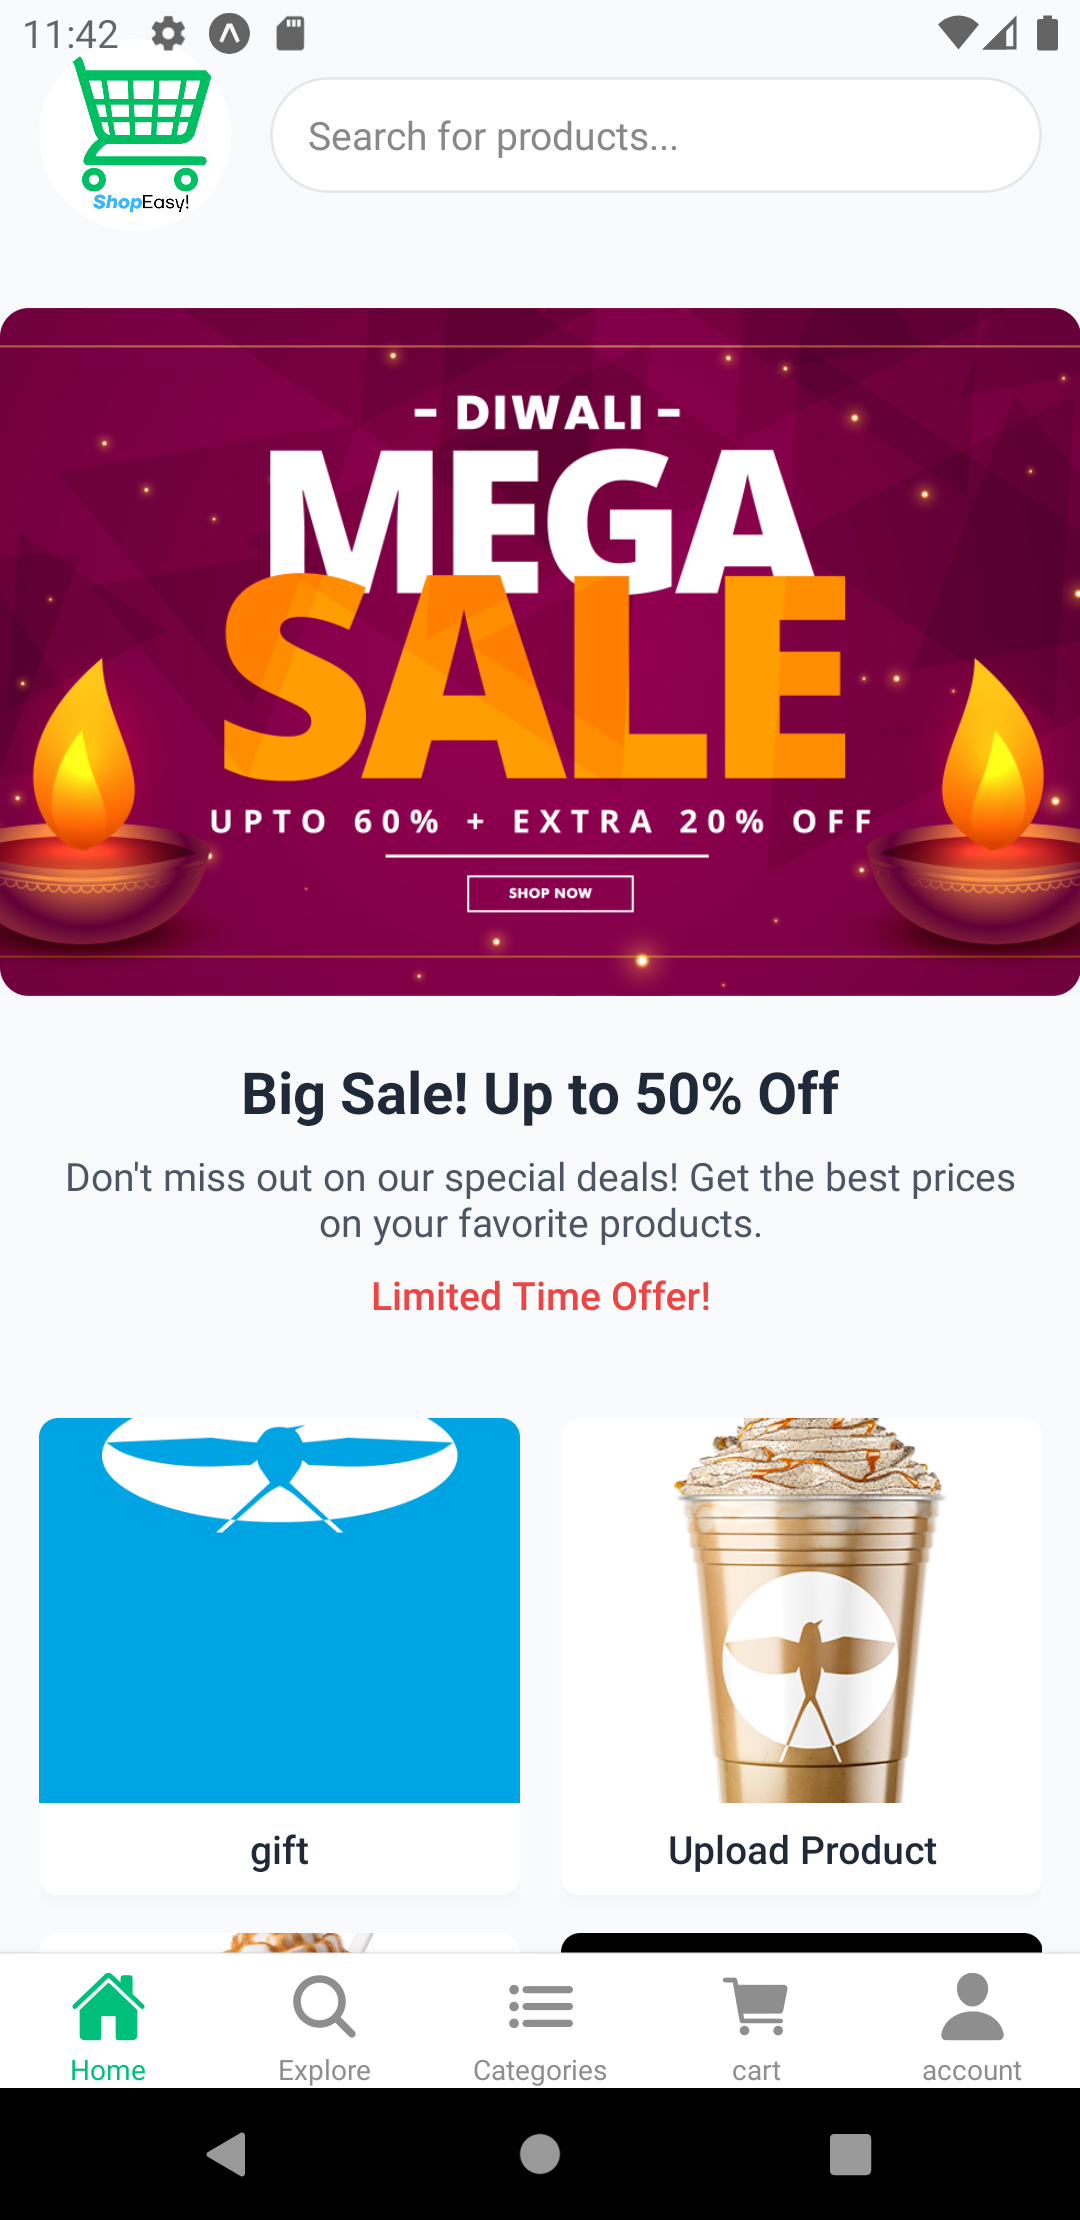 11:42
ShopEasy!
Search for products...
- DIWALI -
MEGA
SALE
UPTO 60% + EXTRA 20% OFF
SHOP NOW
Big Sale! Up to 50% Off
Don't miss out on our special deals! Get the best prices
on your favorite products.
Limited Time Offer!
gift
Upload Product
Home
Explore
Categories
cart
account